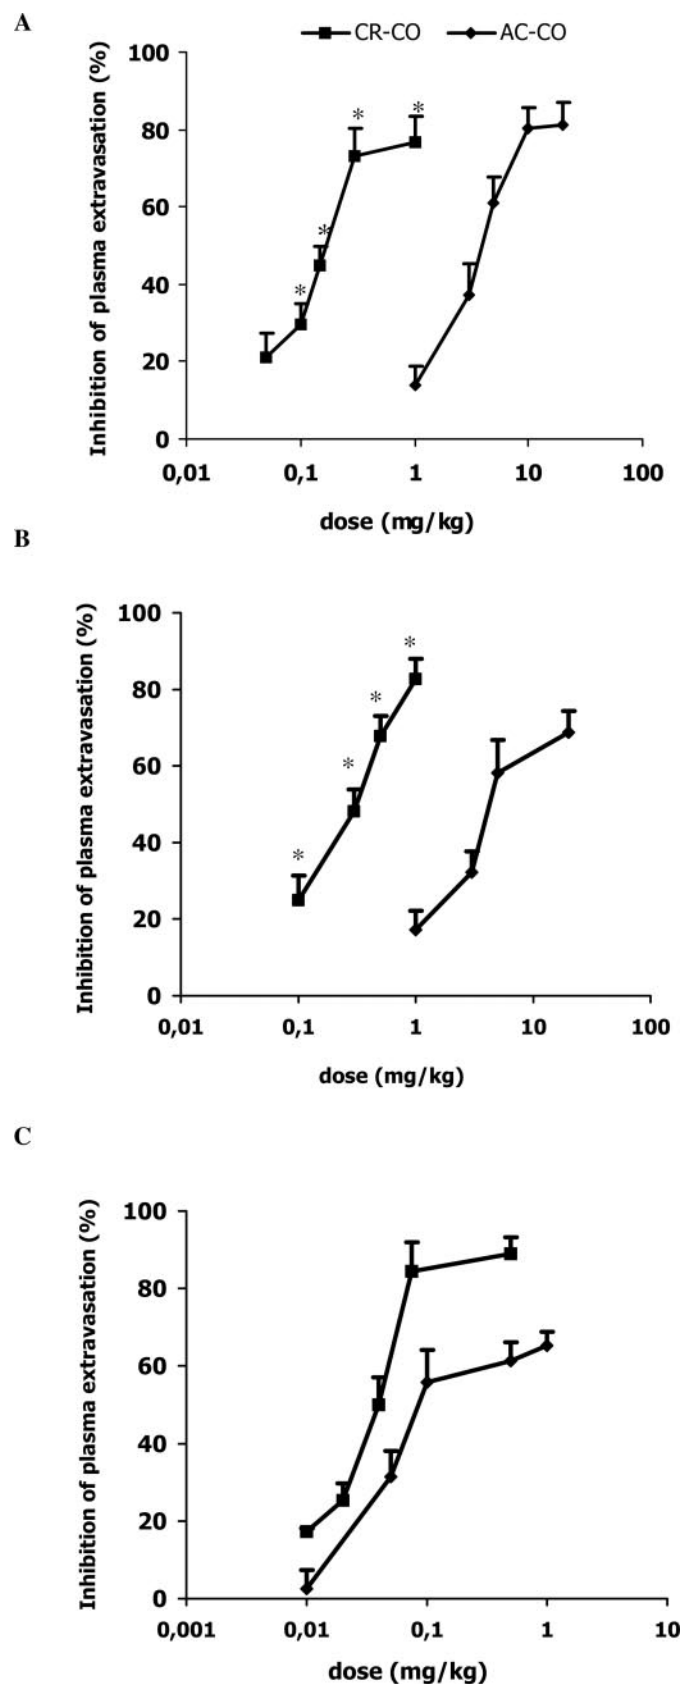 A
CR-CO AC-CO
Inhibition of plasma extravasation (%)
100
80
60
40
20
0
0,01 0,1 1 10 100
dose (mg/kg)
* * * *
B
Inhibition of plasma extravasation (%)
100
80
60
40
20
0
0,01 0,1 1 10 100
dose (mg/kg)
* * * *
C
Inhibition of plasma extravasation (%)
100
80
60
40
20
0
0,001 0,01 0,1 1 10
dose (mg/kg)